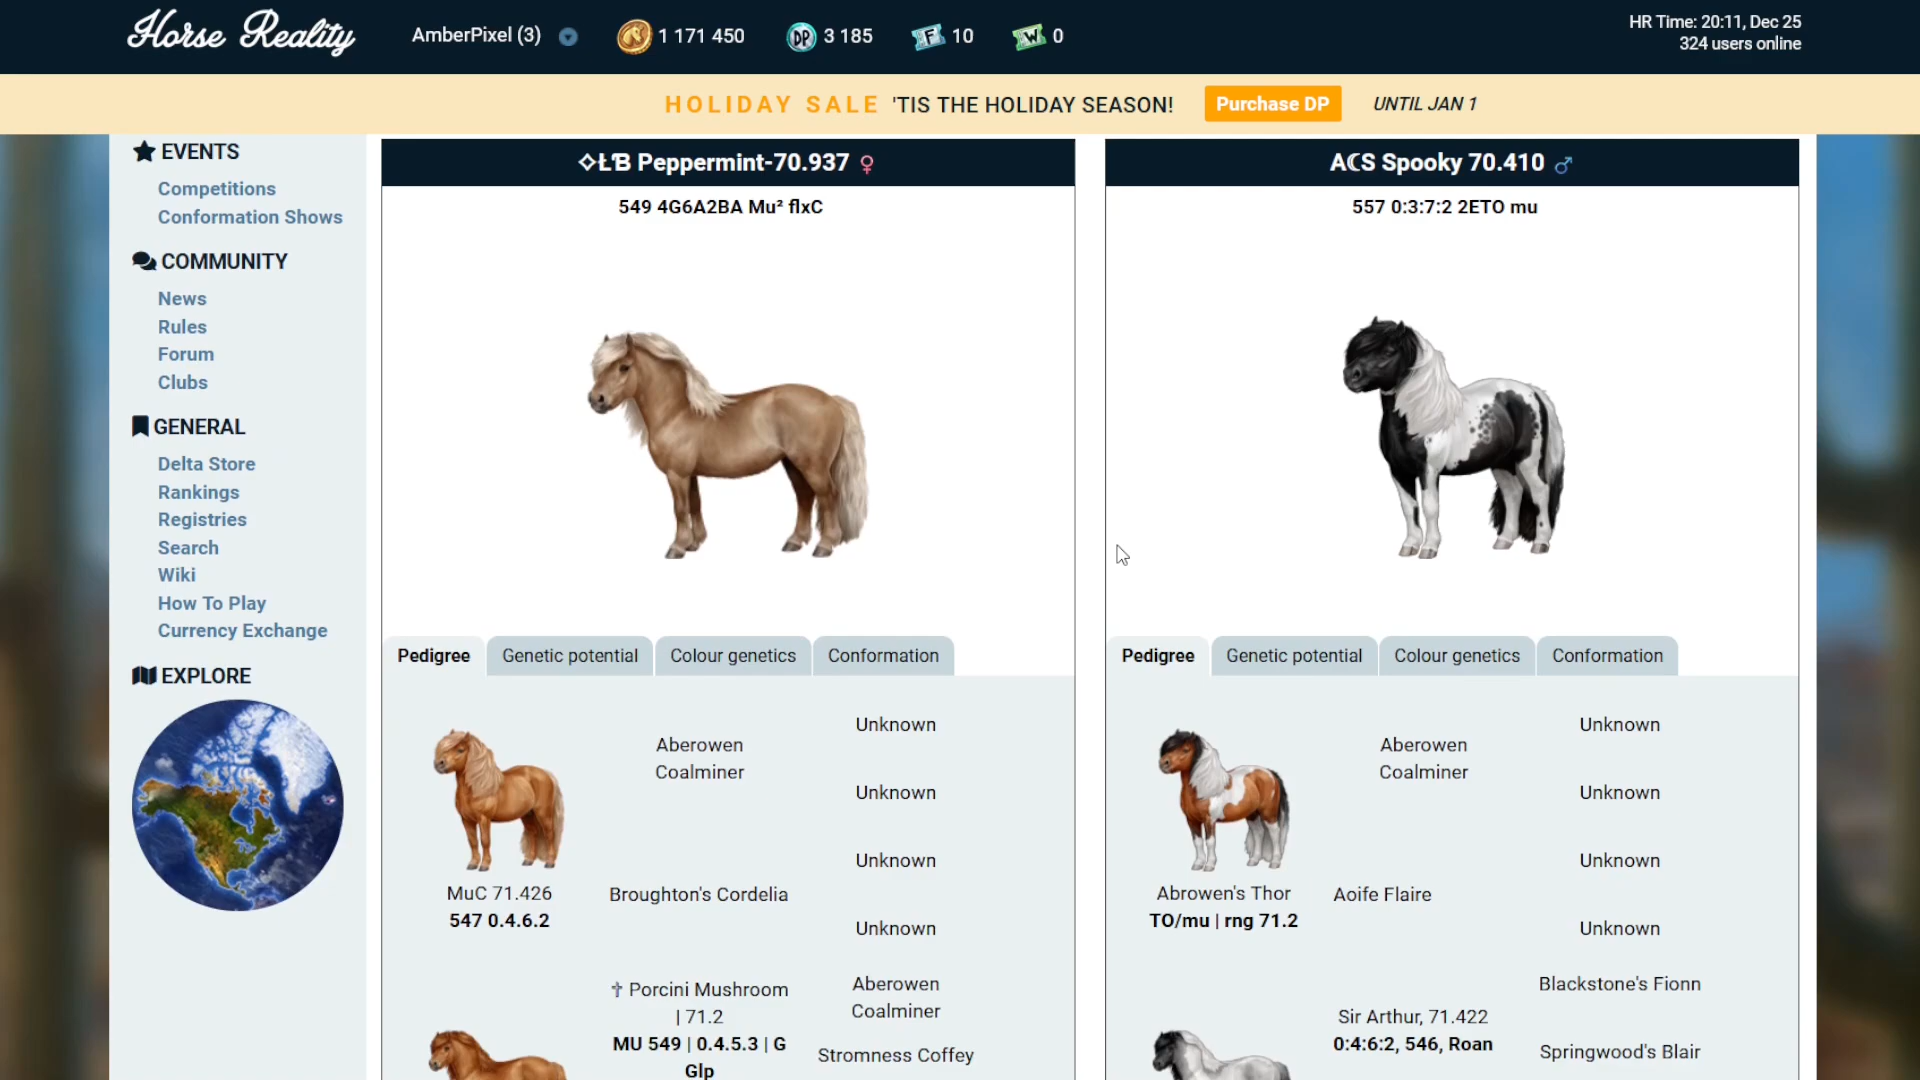 Horse Reality
AmberPixel (3)
1 171 450
DP
3 185
F
10
W
0
HR Time: 20:11, Dec 25
324 users online
HOLIDAY SALE 'TIS THE HOLIDAY SEASON! Purchase DP UNTIL JAN 1
EVENTS
Competitions
Conformation Shows
COMMUNITY
News
Rules
Forum
Clubs
GENERAL
Delta Store
Rankings
Registries
Search
Wiki
How To Play
Currency Exchange
EXPLORE
⟡ȽƁ Peppermint-70.937 ♀
549 4G6A2BA Mu² flxC
Pedigree
Genetic potential
Colour genetics
Conformation
MuC 71.426
547 0.4.6.2
Aberowen
Coalminer
Broughton's Cordelia
Unknown
Unknown
Unknown
Unknown
✝ Porcini Mushroom
| 71.2
MU 549 | 0.4.5.3 | G
Glp
Aberowen
Coalminer
Stromness Coffey
A☾S Spooky 70.410 ♂
557 0:3:7:2 2ETO mu
Pedigree
Genetic potential
Colour genetics
Conformation
Abrowen's Thor
TO/mu | rng 71.2
Aberowen
Coalminer
Aoife Flaire
Unknown
Unknown
Unknown
Unknown
Sir Arthur, 71.422
0:4:6:2, 546, Roan
Blackstone's Fionn
Springwood's Blair